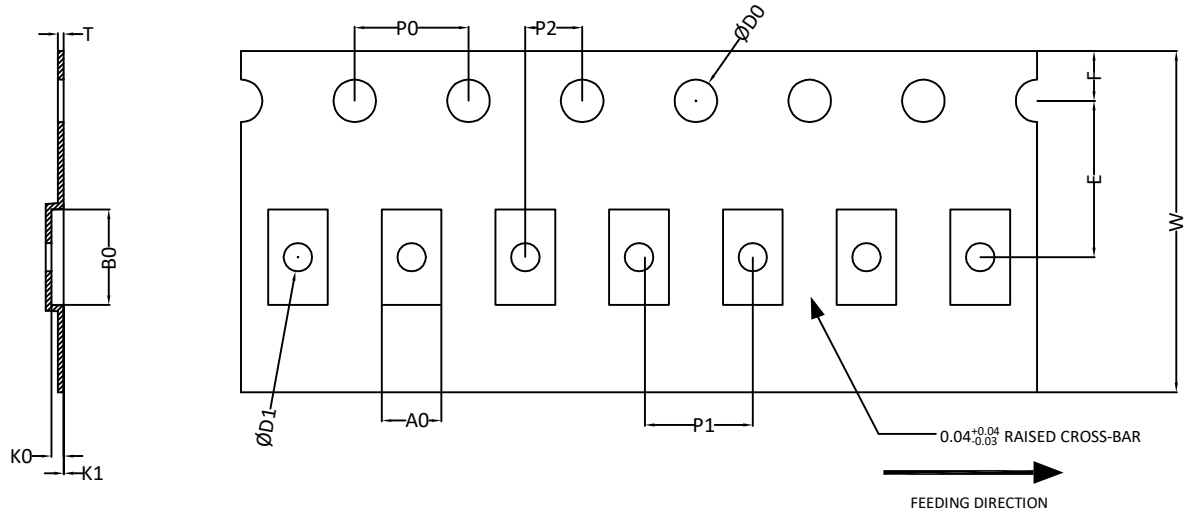 T
P0
P2
ØD0
F
E
W
B0
ØD1
A0
P1
K0
K1
0.04+0.04-0.03 RAISED CROSS-BAR
FEEDING DIRECTION